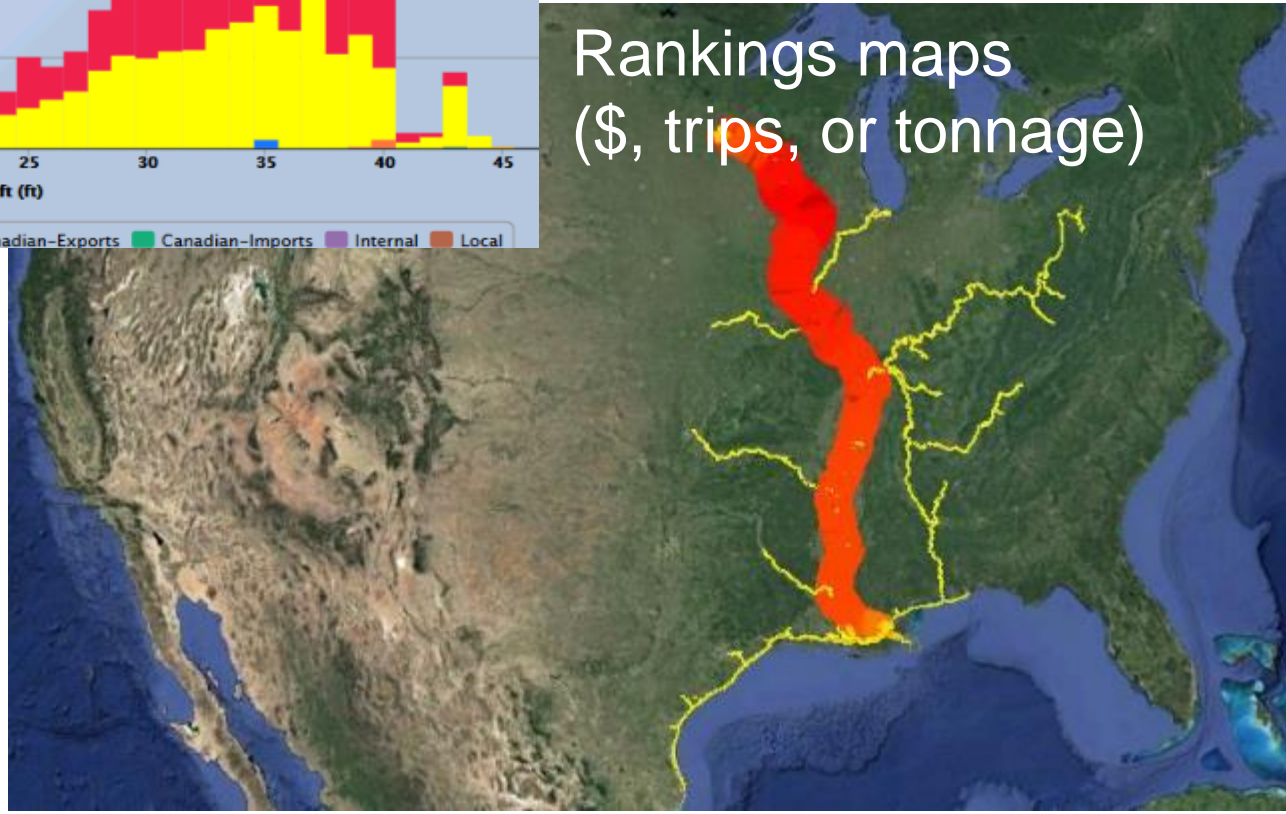 Rankings maps
($, trips, or tonnage)
25 30 35 40 45
ft (ft)
adian-Exports Canadian-Imports Internal Local